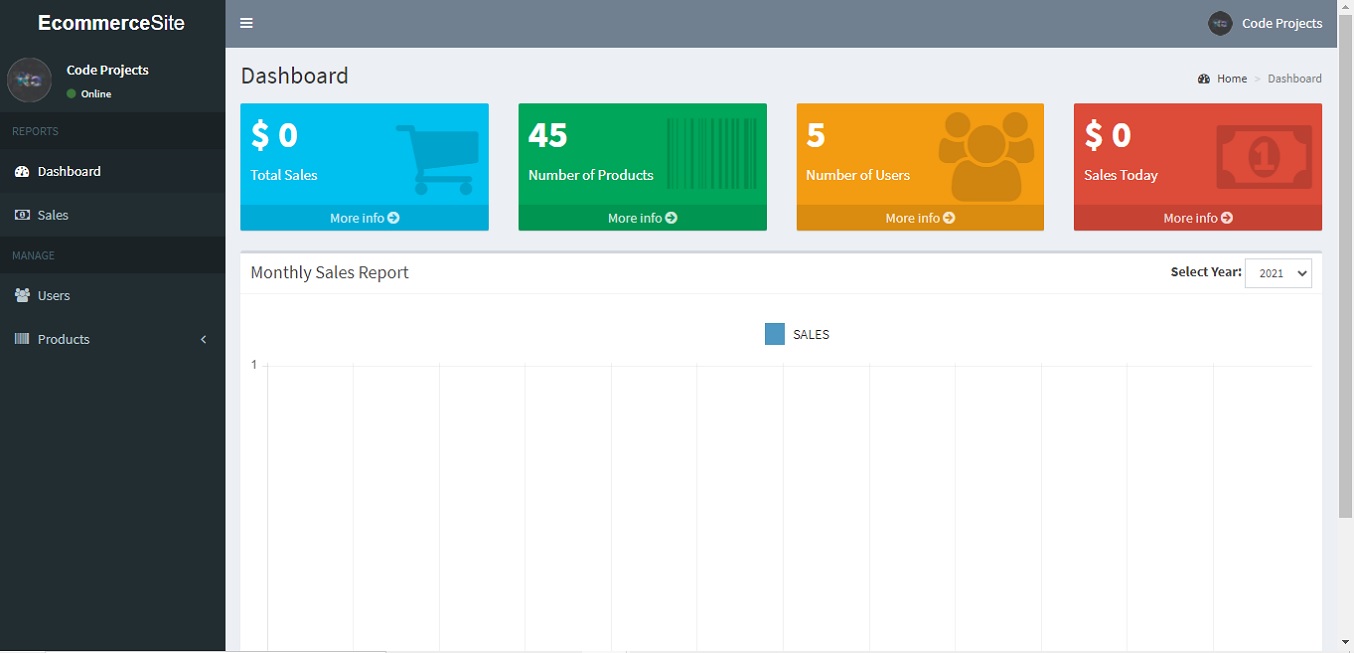 EcommerceSite
Code Projects
Code Projects
Online
REPORTS
Dashboard
Sales
MANAGE
Users
Products
Dashboard
Home > Dashboard
$ 0
Total Sales
More info
45
Number of Products
More info
5
Number of Users
More info
$ 0
Sales Today
1
More info
Monthly Sales Report
Select Year: 2021
SALES
1